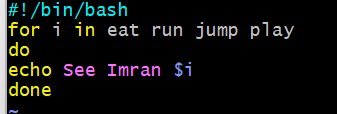 #!/bin/bash
for i in eat run jump play
do
echo See Imran $i
done
~